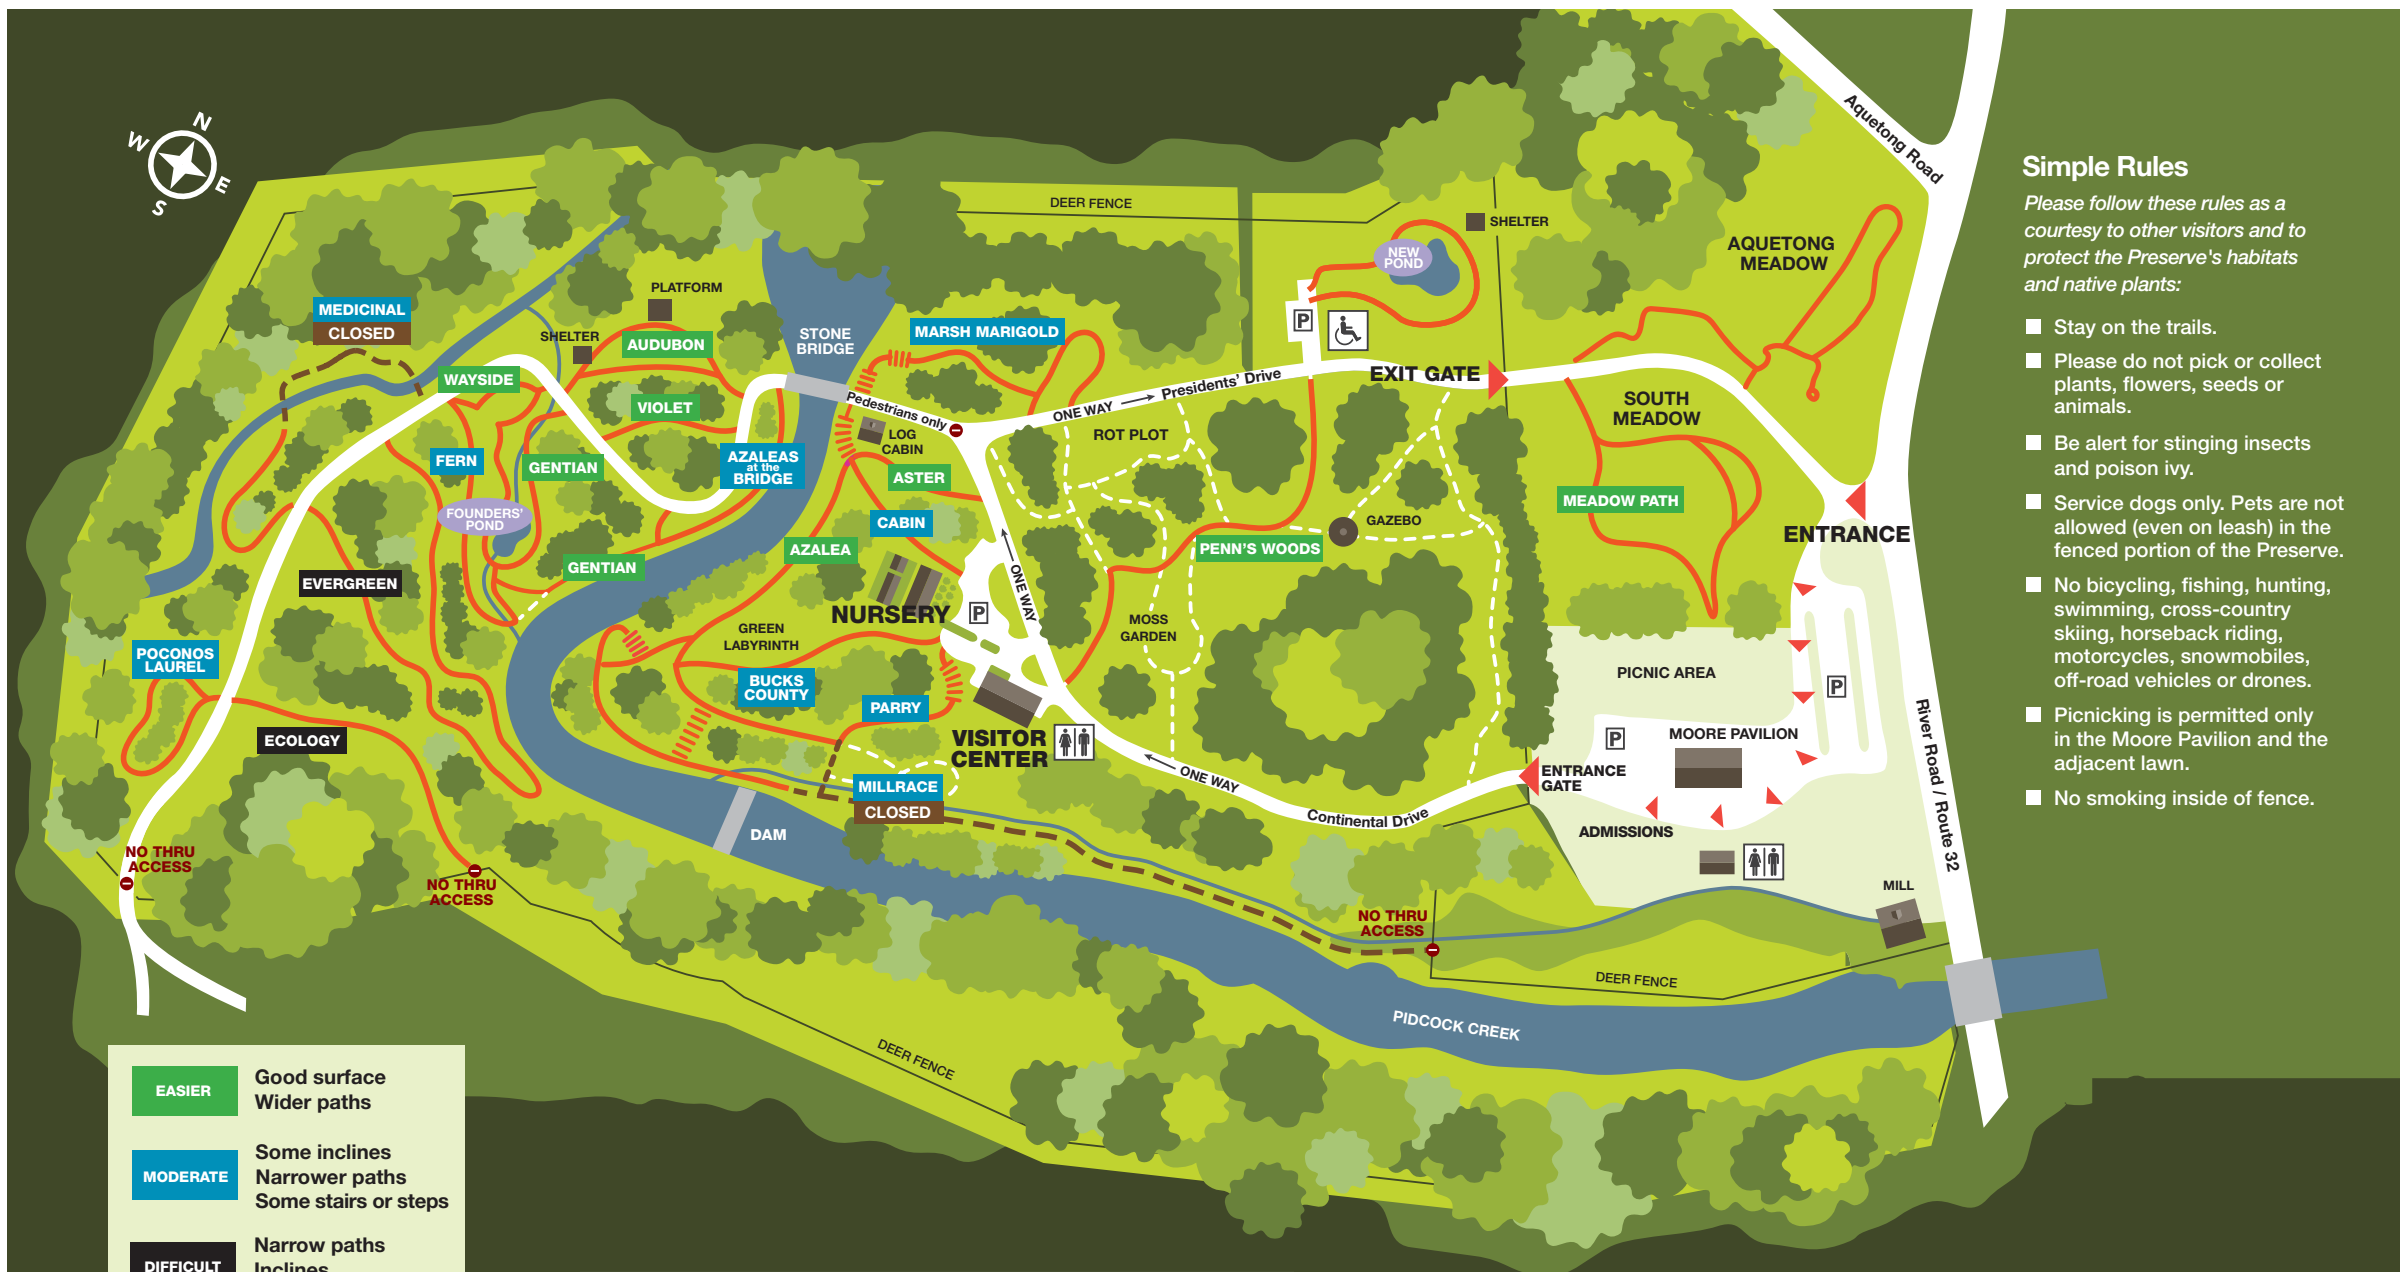 N
W
E
S
DEER FENCE
Aquetong Road
SHELTER
NEW
POND
AQUETONG
MEADOW
PLATFORM
MEDICINAL
CLOSED
SHELTER
AUDUBON
STONE
BRIDGE
MARSH MARIGOLD
P
WAYSIDE
EXIT GATE
Presidents' Drive
ONE WAY
Pedestrians only
VIOLET
SOUTH
MEADOW
ROT PLOT
LOG
CABIN
FERN
GENTIAN
AZALEAS
at the
BRIDGE
ASTER
MEADOW PATH
FOUNDERS'
POND
CABIN
GAZEBO
ENTRANCE
AZALEA
PENN'S WOODS
GENTIAN
EVERGREEN
ONE WAY
NURSERY
P
MOSS
GARDEN
GREEN
LABYRINTH
POCONOS
LAUREL
BUCKS
COUNTY
PICNIC AREA
P
PARRY
ECOLOGY
VISITOR
CENTER
P
MOORE PAVILION
River Road / Route 32
ENTRANCE
GATE
ONE WAY
MILLRACE
CLOSED
Continental Drive
DAM
ADMISSIONS
NO THRU
ACCESS
NO THRU
ACCESS
MILL
NO THRU
ACCESS
DEER FENCE
PIDCOCK CREEK
DEER FENCE
EASIER
Good surface
Wider paths
MODERATE
Some inclines
Narrower paths
Some stairs or steps
DIFFICULT
Narrow paths
Inclines
Simple Rules
Please follow these rules as a
courtesy to other visitors and to
protect the Preserve's habitats
and native plants:
Stay on the trails.
Please do not pick or collect
plants, flowers, seeds or
animals.
Be alert for stinging insects
and poison ivy.
Service dogs only. Pets are not
allowed (even on leash) in the
fenced portion of the Preserve.
No bicycling, fishing, hunting,
swimming, cross-country
skiing, horseback riding,
motorcycles, snowmobiles,
off-road vehicles or drones.
Picnicking is permitted only
in the Moore Pavilion and the
adjacent lawn.
No smoking inside of fence.